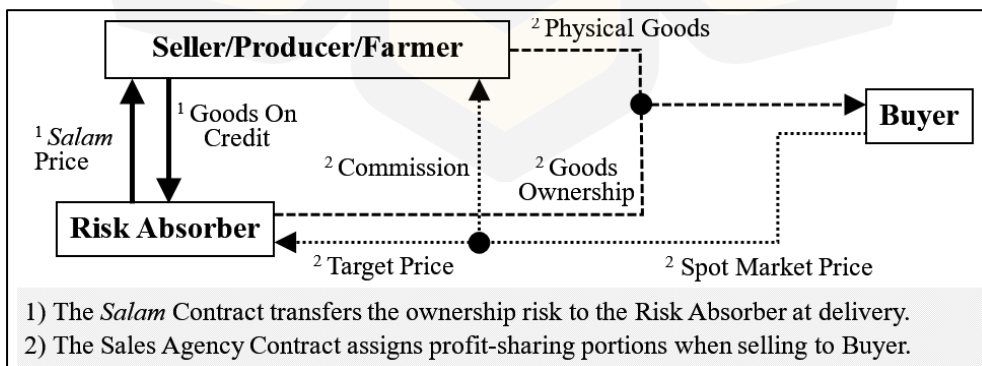 ² Physical Goods
Seller/Producer/Farmer
¹ Goods On
Credit
¹ Salam
Price
Buyer
² Commission
² Goods
Ownership
Risk Absorber
² Target Price
² Spot Market Price
1) The Salam Contract transfers the ownership risk to the Risk Absorber at delivery.
2) The Sales Agency Contract assigns profit-sharing portions when selling to Buyer.